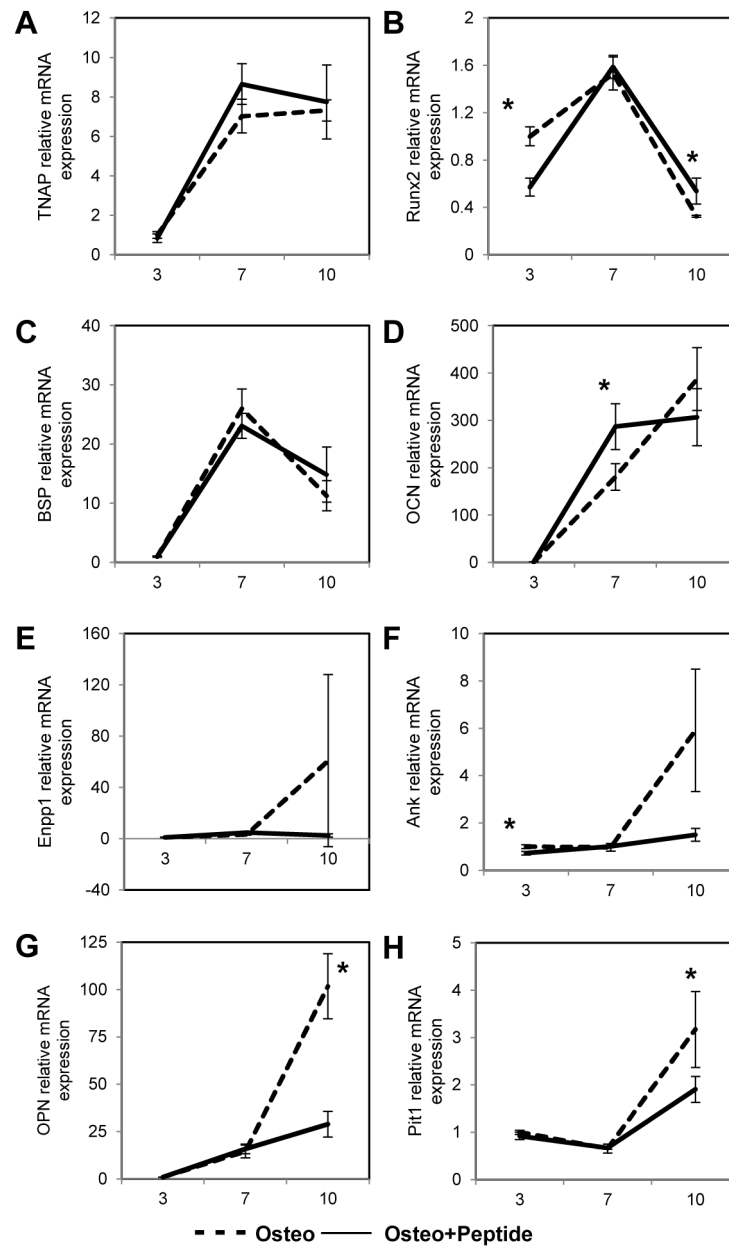 A
TNAP relative mRNA
expression
12
10
8
6
4
2
0
3 7 10
B
Runx2 relative mRNA
expression
2
1.6
1.2
0.8
0.4
0
*
*
3 7 10
C
BSP relative mRNA
expression
40
30
20
10
0
3 7 10
D
OCN relative mRNA
expression
500
400
300
200
100
0
*
3 7 10
E
Enpp1 relative mRNA
expression
160
120
80
40
0
-40
3 7 10
F
Ank relative mRNA
expression
10
8
6
4
2
0
*
3 7 10
G
OPN relative mRNA
expression
125
100
75
50
25
0
*
3 7 10
H
Pit1 relative mRNA
expression
5
4
3
2
1
0
*
3 7 10
Osteo Osteo+Peptide